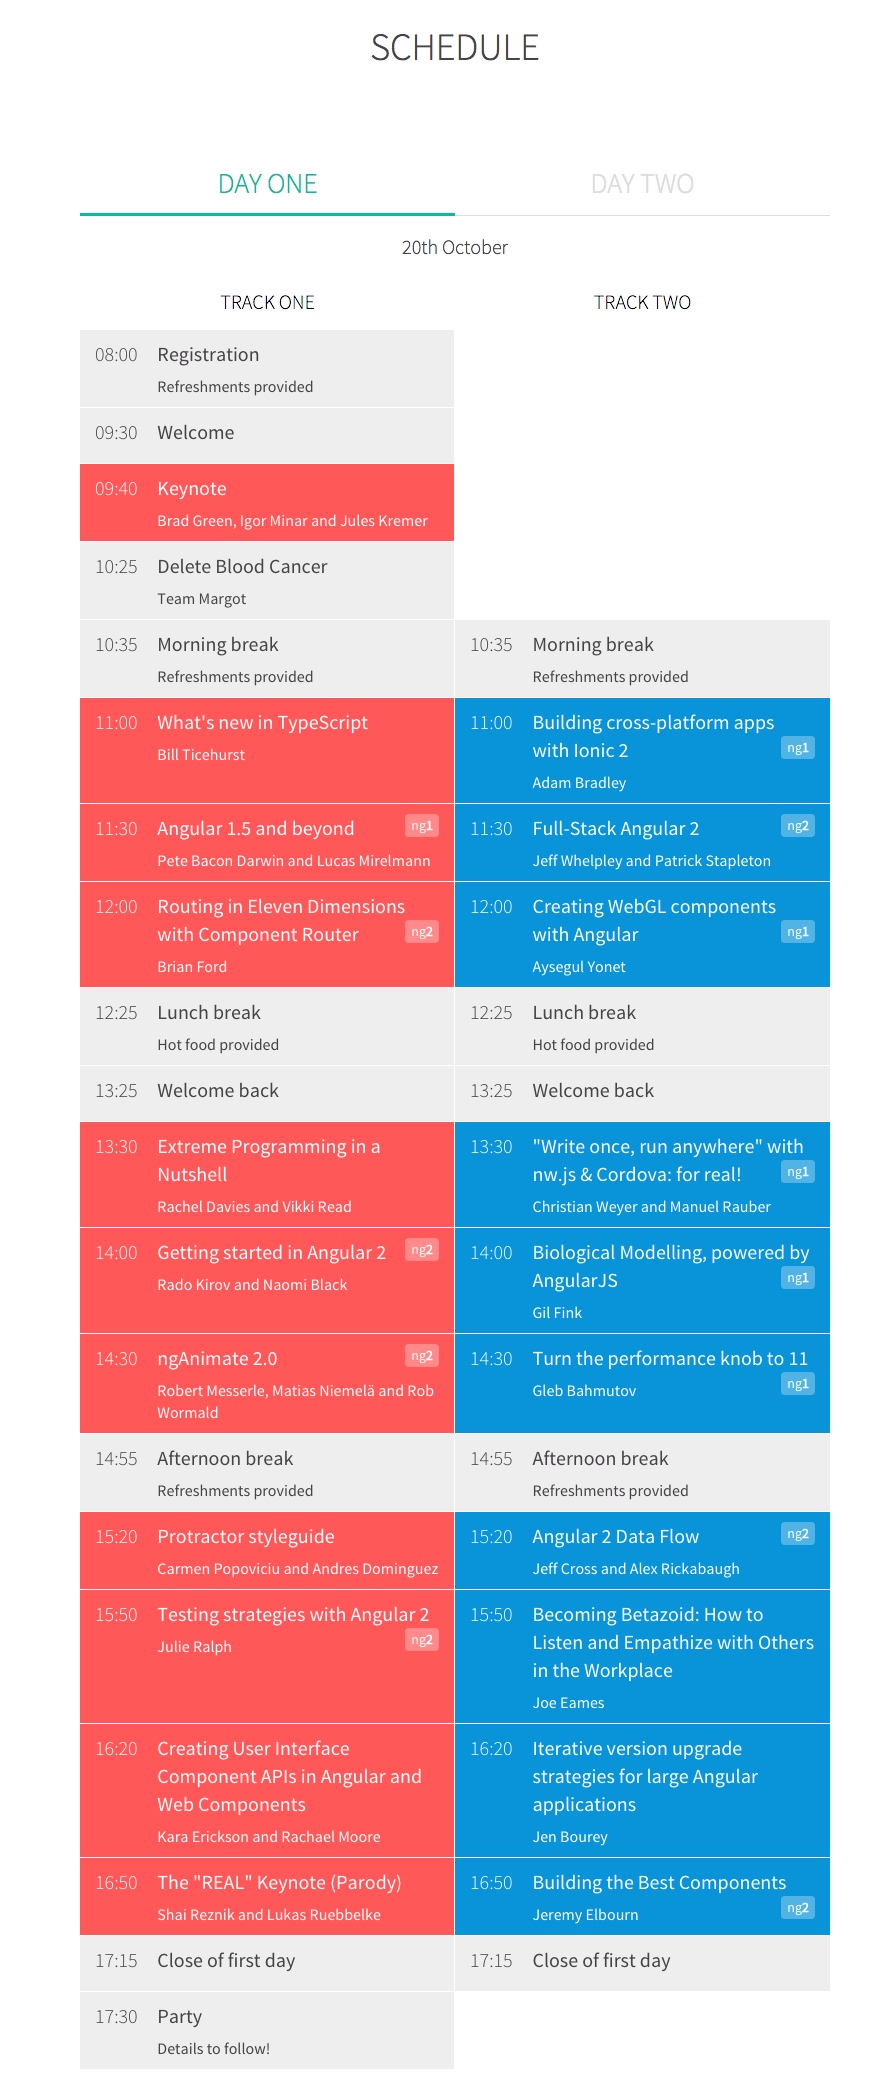 SCHEDULE
DAY ONE
DAY TWO
20th October
TRACK ONE
TRACK TWO
08:00 Registration
Refreshments provided
09:30 Welcome
09:40 Keynote
Brad Green, Igor Minar and Jules Kremer
10:25 Delete Blood Cancer
Team Margot
10:35 Morning break
Refreshments provided
10:35 Morning break
Refreshments provided
11:00 What's new in TypeScript
Bill Ticehurst
11:00 Building cross-platform apps
with Ionic 2 ng1
Adam Bradley
11:30 Angular 1.5 and beyond ng1
Pete Bacon Darwin and Lucas Mirelmann
11:30 Full-Stack Angular 2 ng2
Jeff Whelpley and Patrick Stapleton
12:00 Routing in Eleven Dimensions
with Component Router ng2
Brian Ford
12:00 Creating WebGL components
with Angular ng1
Aysegul Yonet
12:25 Lunch break
Hot food provided
12:25 Lunch break
Hot food provided
13:25 Welcome back
13:25 Welcome back
13:30 Extreme Programming in a
Nutshell
Rachel Davies and Vikki Read
13:30 "Write once, run anywhere" with
nw.js & Cordova: for real! ng1
Christian Weyer and Manuel Rauber
14:00 Getting started in Angular 2 ng2
Rado Kirov and Naomi Black
14:00 Biological Modelling, powered by
AngularJS ng1
Gil Fink
14:30 ngAnimate 2.0 ng2
Robert Messerle, Matias Niemelä and Rob
Wormald
14:30 Turn the performance knob to 11
Gleb Bahmutov ng1
14:55 Afternoon break
Refreshments provided
14:55 Afternoon break
Refreshments provided
15:20 Protractor styleguide
Carmen Popoviciu and Andres Dominguez
15:20 Angular 2 Data Flow ng2
Jeff Cross and Alex Rickabaugh
15:50 Testing strategies with Angular 2
Julie Ralph ng2
15:50 Becoming Betazoid: How to
Listen and Empathize with Others
in the Workplace
Joe Eames
16:20 Creating User Interface
Component APIs in Angular and
Web Components
Kara Erickson and Rachael Moore
16:20 Iterative version upgrade
strategies for large Angular
applications
Jen Bourey
16:50 The "REAL" Keynote (Parody)
Shai Reznik and Lukas Ruebbelke
16:50 Building the Best Components
Jeremy Elbourn ng2
17:15 Close of first day
17:15 Close of first day
17:30 Party
Details to follow!